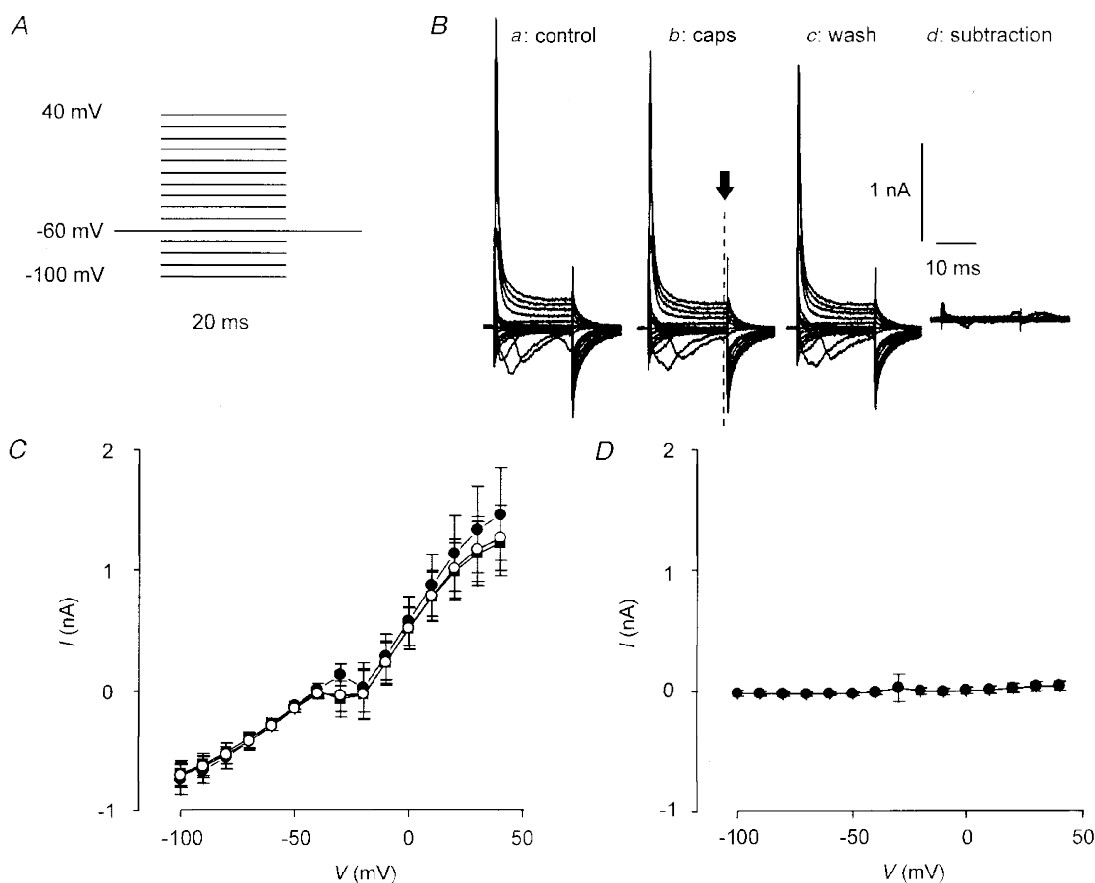 A
40 mV
-60 mV
-100 mV
20 ms
B
a: control
b: caps
c: wash
d: subtraction
1 nA
10 ms
C
2
1
0
-1
I (nA)
-100
-50
0
50
V (mV)
D
2
1
0
-1
I (nA)
-100
-50
0
50
V (mV)